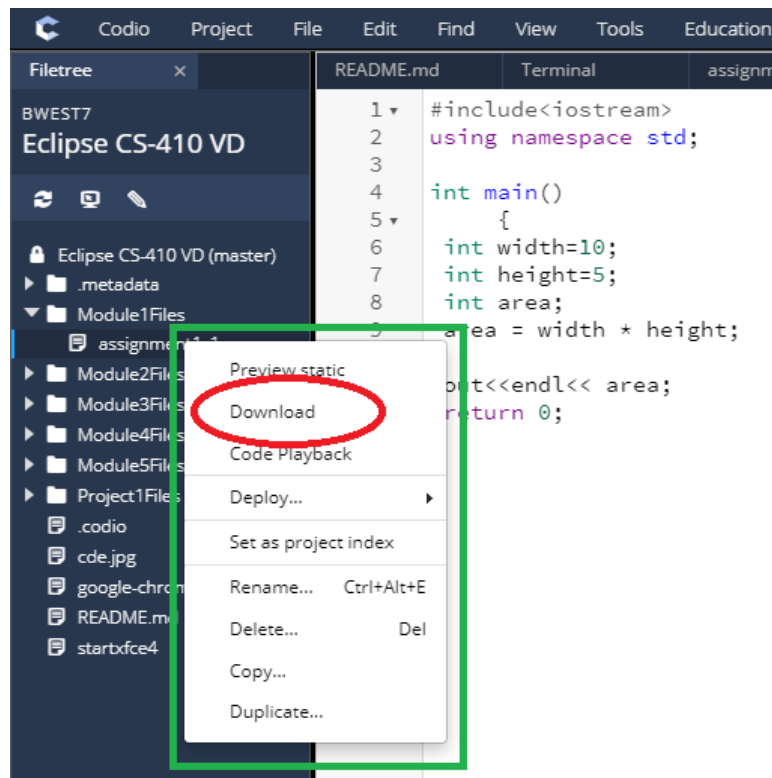 Codio Project File Edit Find View Tools Education
Filetree × README.md Terminal
BWEST7
Eclipse CS-410 VD
Eclipse CS-410 VD (master)
.metadata
Module1Files
Module2Files
Module3Files
Module4Files
Module5Files
Project1Files
.codio
cde.jpg
README.md
startxfce4
1 #include<iostream>
2 using namespace std;
3
4 int main()
5 {
6 int width=10;
7 int height=5;
8 int area;
9 area = width * height;
out<<endl<< area;
return 0;
Preview static
Download
Code Playback
Deploy...
Set as project index
Rename... Ctrl+Alt+E
Delete... Del
Copy...
Duplicate...